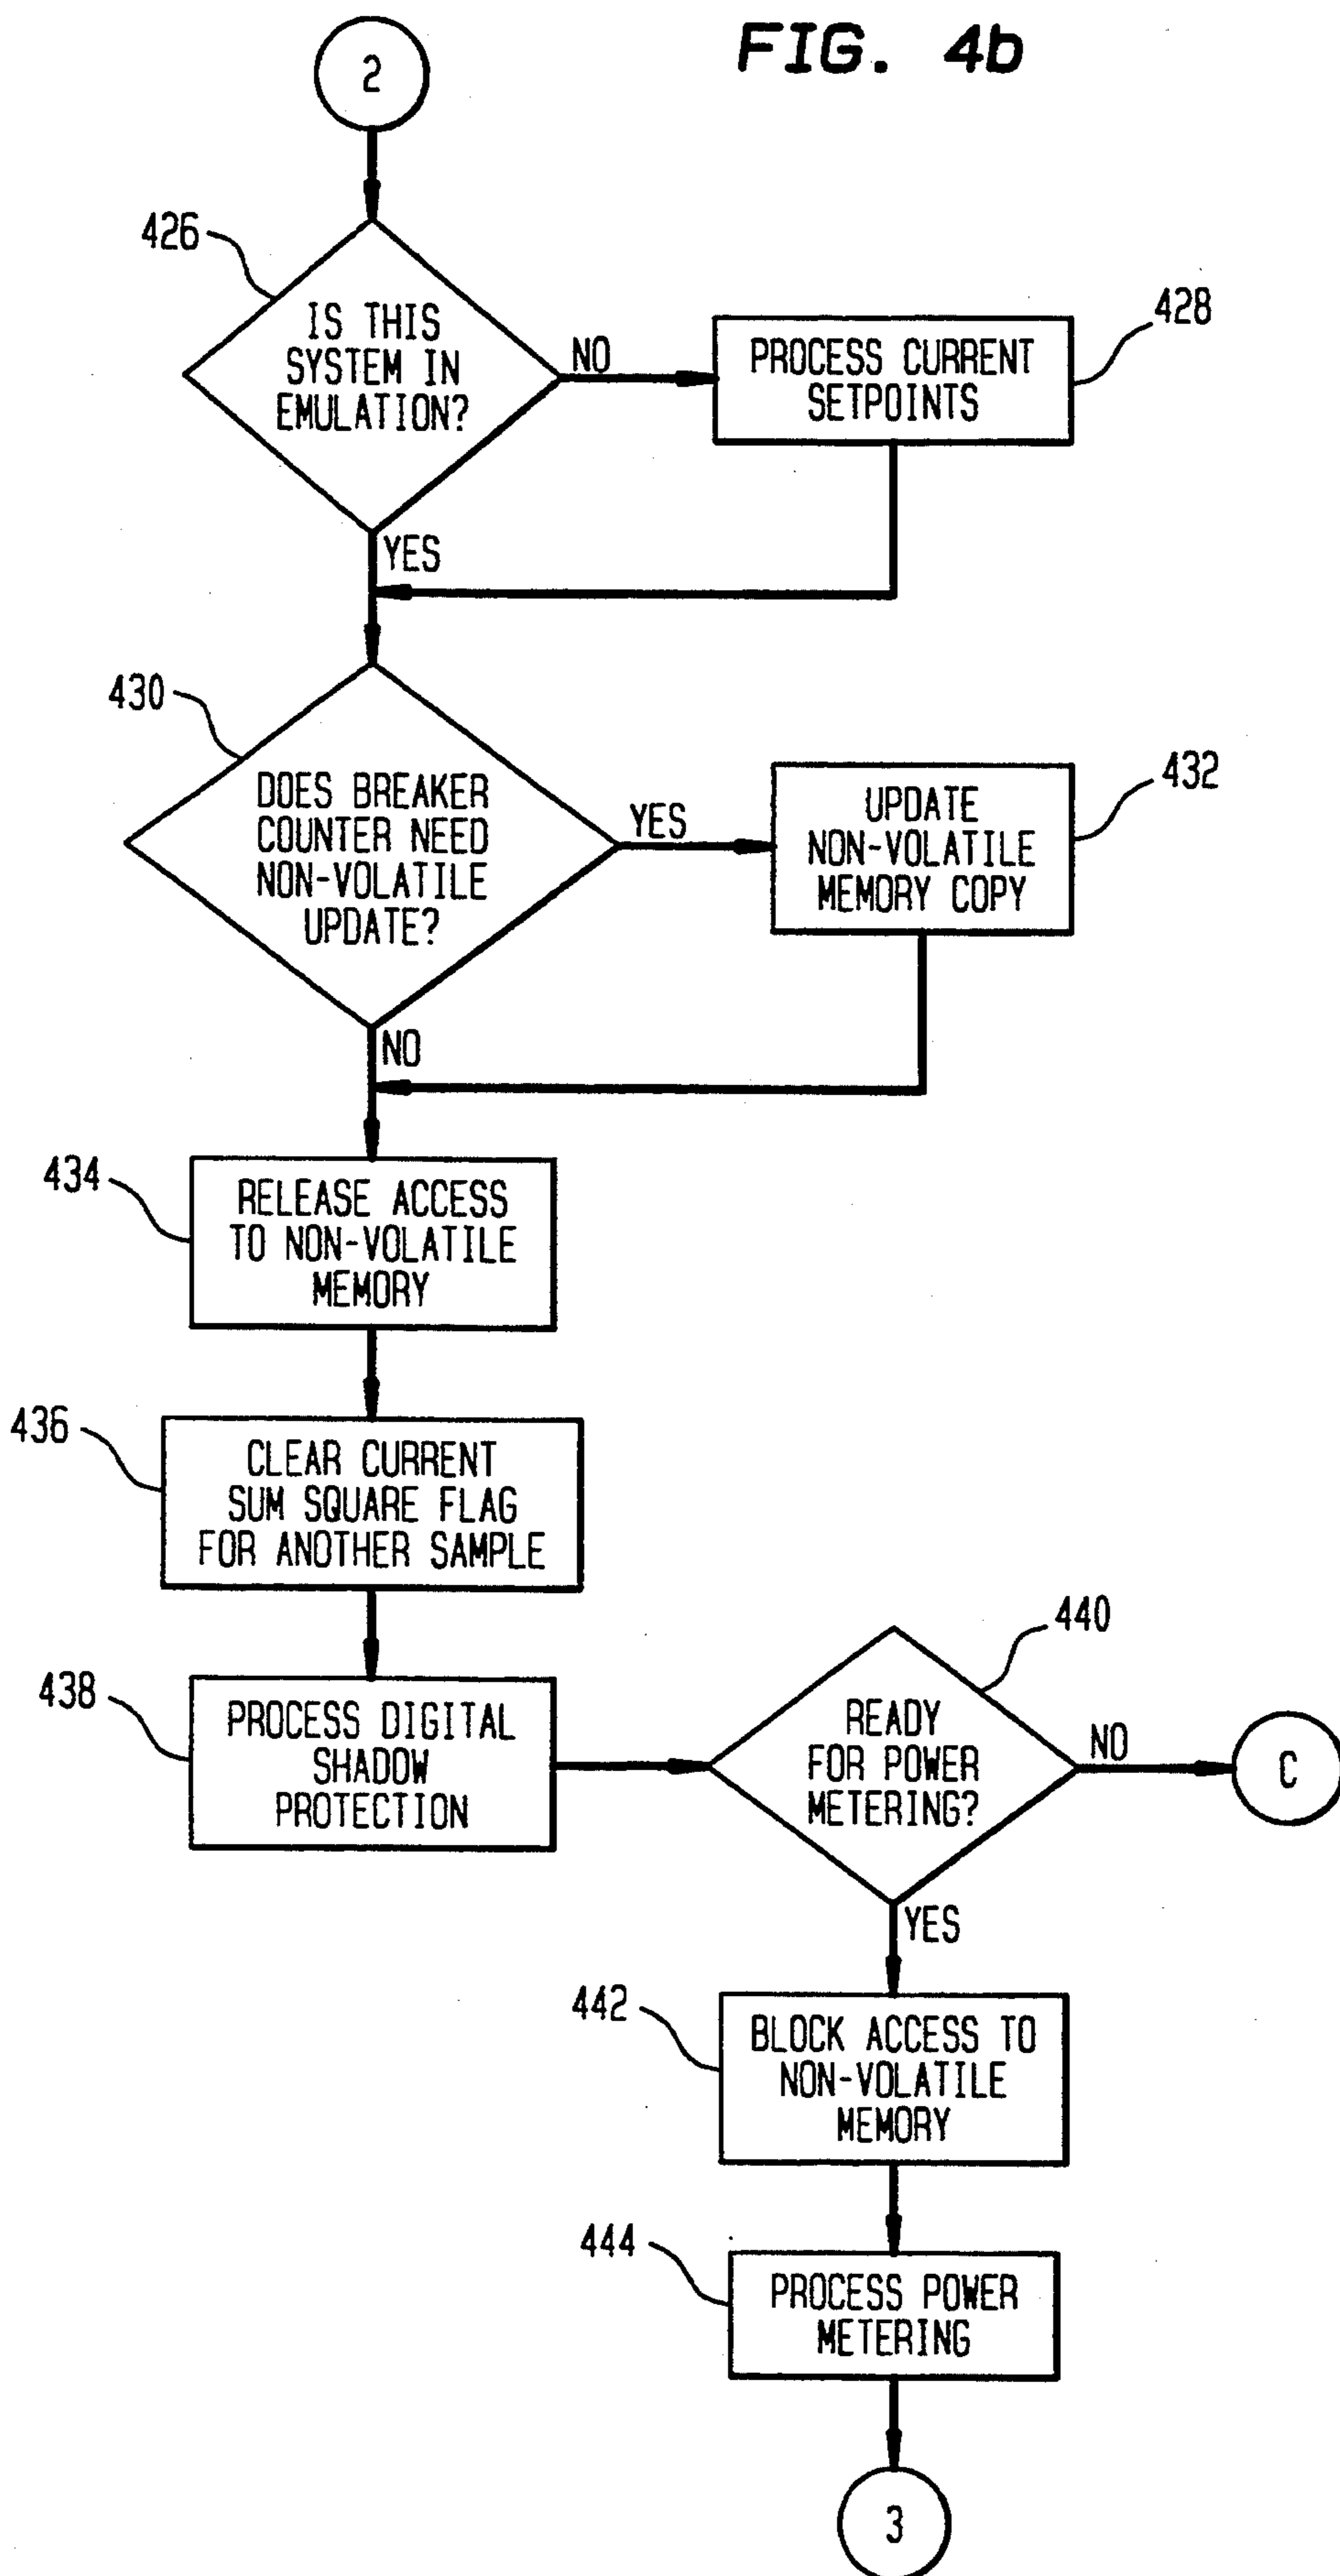 FIG. 4b
2
426
IS THIS
SYSTEM IN
EMULATION?
NO
428
PROCESS CURRENT
SETPOINTS
YES
430
DOES BREAKER
COUNTER NEED
NON-VOLATILE
UPDATE?
YES
432
UPDATE
NON-VOLATILE
MEMORY COPY
NO
434
RELEASE ACCESS
TO NON-VOLATILE
MEMORY
436
CLEAR CURRENT
SUM SQUARE FLAG
FOR ANOTHER SAMPLE
438
PROCESS DIGITAL
SHADOW
PROTECTION
440
READY
FOR POWER
METERING?
NO
C
YES
442
BLOCK ACCESS TO
NON-VOLATILE
MEMORY
444
PROCESS POWER
METERING
3